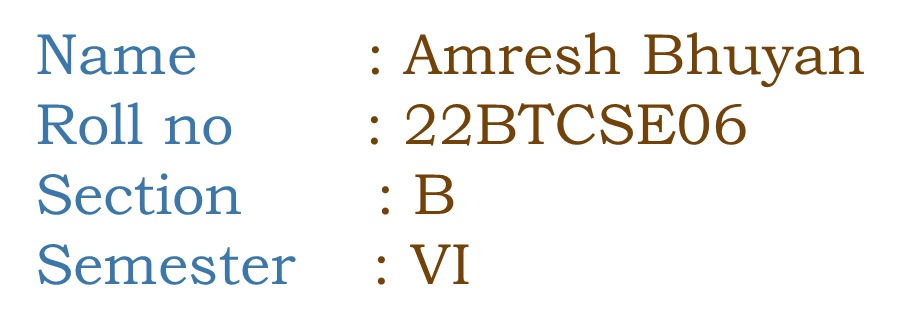 Name : Amresh Bhuyan
Roll no : 22BTCSE06
Section : B
Semester : VI